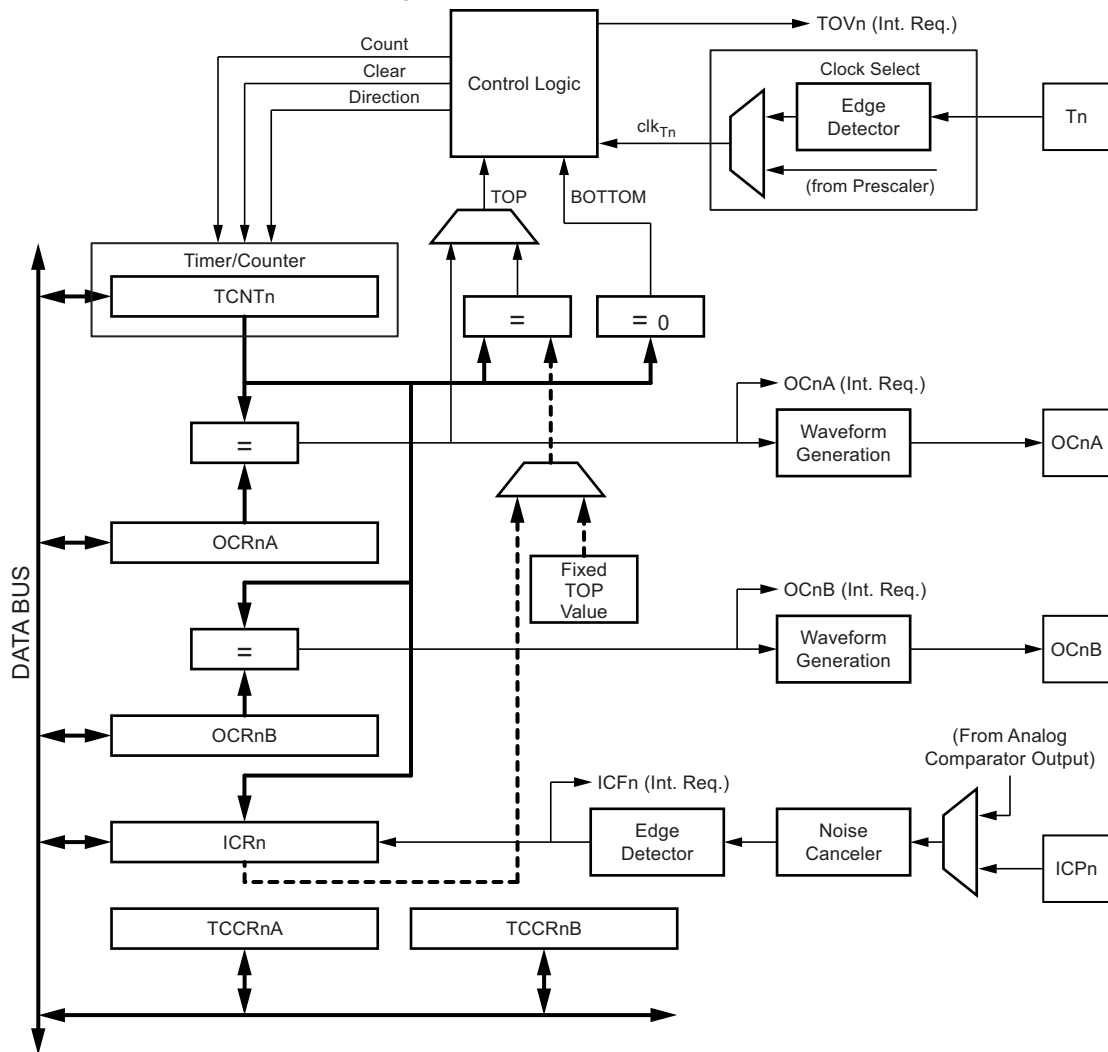 TOVn (Int. Req.)
Count
Clear
Direction
Control Logic
Clock Select
Edge
Detector
Tn
clkTn
(from Prescaler)
TOP
BOTTOM
Timer/Counter
TCNTn
=
= 0
OCnA (Int. Req.)
=
Waveform
Generation
OCnA
OCRnA
Fixed
TOP
Value
DATA BUS
OCnB (Int. Req.)
=
Waveform
Generation
OCnB
OCRnB
(From Analog
Comparator Output)
ICFn (Int. Req.)
ICRn
Edge
Detector
Noise
Canceler
ICPn
TCCRnA
TCCRnB